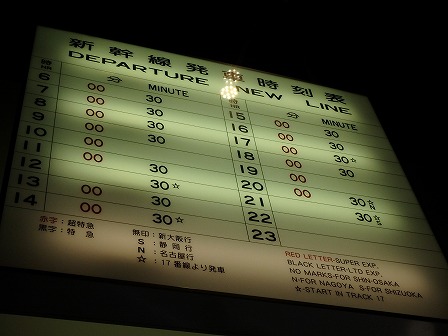 新幹線発車時刻表
DEPARTURE NEW LINE
時 分 MINUTE
6 00 30
7 00 30
8 00 30
9 00 30
10 00
11 30
12 30☆
13 00 30
14 00 30☆
時 分 MINUTE
15 00 30
16 00 30
17 00 30☆
18 00 30
19 00
20 30
21 30
22
23
赤字:超特急
黒字:特急
無印:新大阪行
S:静岡行
N:名古屋行
☆:17番線より発車
RED LETTER-SUPER EXP.
BLACK LETTER-LTD EXP.
NO MARKS-FOR SHIN-OSAKA
N-FOR NAGOYA S-FOR SHIZUOKA
☆-START IN TRACK 17